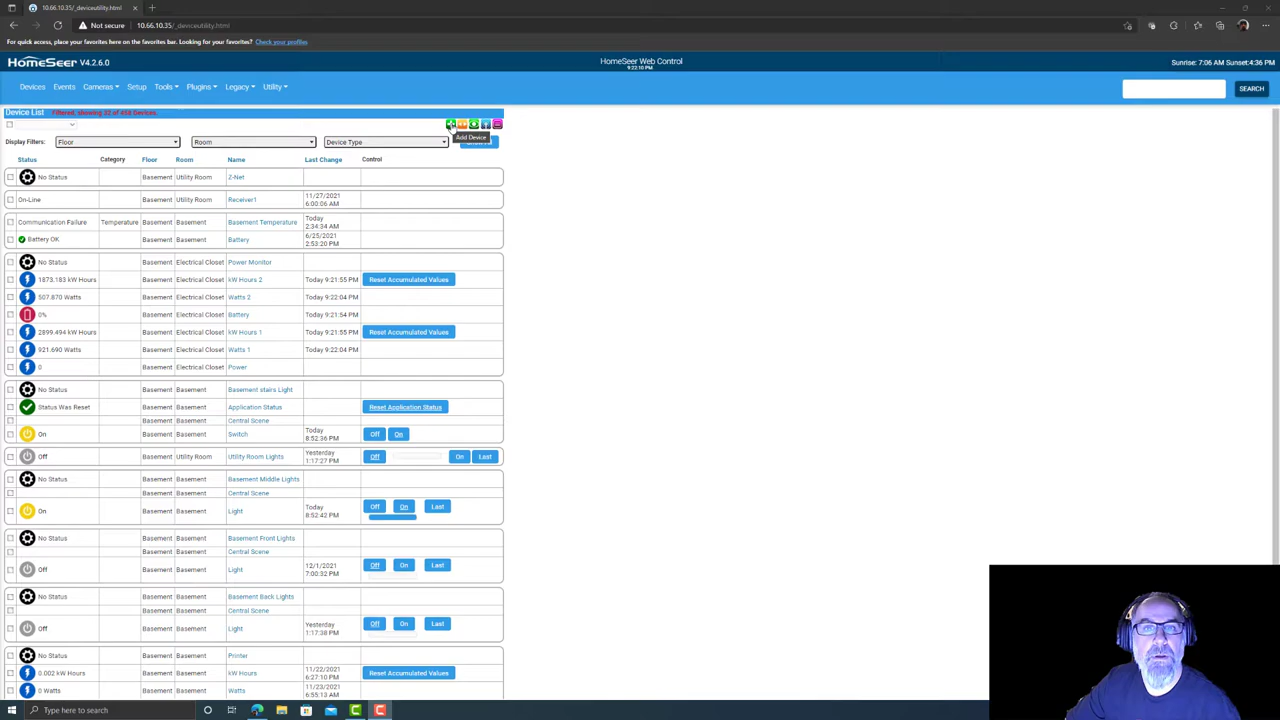 10.66.10.35/_deviceutility.html
Not secure
10.66.10.35/_deviceutility.html
For quick access, place your favorites here on the favorites bar. Looking for your favorites? Check your profiles
HomeSeer V4.2.6.0
HomeSeer Web Control
9:22:10 PM
Sunrise: 7:06 AM Sunset:4:36 PM
Devices Events Cameras Setup Tools Plugins Legacy Utility
SEARCH
Device List
Add Device
Display Filters: Floor Room Device Type
Status Category Floor Room Name Last Change Control
No Status Basement Utility Room Z-Net
On-Line Basement Utility Room Receiver1 11/27/2021 6:00:06 AM
Communication Failure Temperature Basement Basement Basement Temperature Today 2:34:34 AM
Battery OK Basement Basement Battery 6/25/2021 2:53:20 PM
No Status Basement Electrical Closet Power Monitor
1873.183 kW Hours Basement Electrical Closet kW Hours 2 Today 9:21:55 PM Reset Accumulated Values
507.870 Watts Basement Electrical Closet Watts 2 Today 9:22:04 PM
0% Basement Electrical Closet Battery Today 9:21:54 PM
2899.494 kW Hours Basement Electrical Closet kW Hours 1 Today 9:21:55 PM Reset Accumulated Values
921.690 Watts Basement Electrical Closet Watts 1 Today 9:22:04 PM
0 Basement Electrical Closet Power
No Status Basement Basement Basement stairs Light
Status Was Reset Basement Basement Application Status Reset Application Status
Basement Basement Central Scene
On Basement Basement Switch Today 8:52:36 PM Off On
Off Basement Utility Room Utility Room Lights Yesterday 1:17:27 PM Off On Last
No Status Basement Basement Basement Middle Lights
Basement Basement Central Scene
On Basement Basement Light Today 8:52:42 PM Off On Last
No Status Basement Basement Basement Front Lights
Basement Basement Central Scene
Off Basement Basement Light 12/1/2021 7:00:32 PM Off On Last
No Status Basement Basement Basement Back Lights
Basement Basement Central Scene
Off Basement Basement Light Yesterday 1:17:38 PM Off On Last
No Status Basement Basement Printer
0.002 kW Hours Basement Basement kW Hours 11/22/2021 6:27:10 PM Reset Accumulated Values
0 Watts Basement Basement Watts 11/23/2021 6:55:13 AM
Type here to search